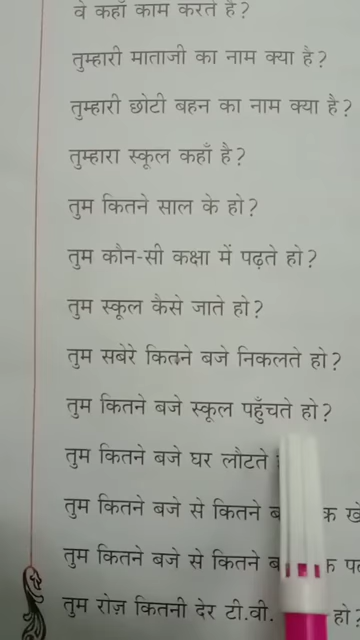 वे कहाँ काम करते हैं?
तुम्हारी माताजी का नाम क्या है?
तुम्हारी छोटी बहन का नाम क्या है?
तुम्हारा स्कूल कहाँ है?
तुम कितने साल के हो?
तुम कौन-सी कक्षा में पढ़ते हो?
तुम स्कूल कैसे जाते हो?
तुम सबेरे कितने बजे निकलते हो?
तुम कितने बजे स्कूल पहुँचते हो?
तुम कितने बजे घर लौटते
तुम कितने बजे से कितने
तुम कितने बजे से कितने
तुम रोज़ कितनी देर टी.वी. हो?